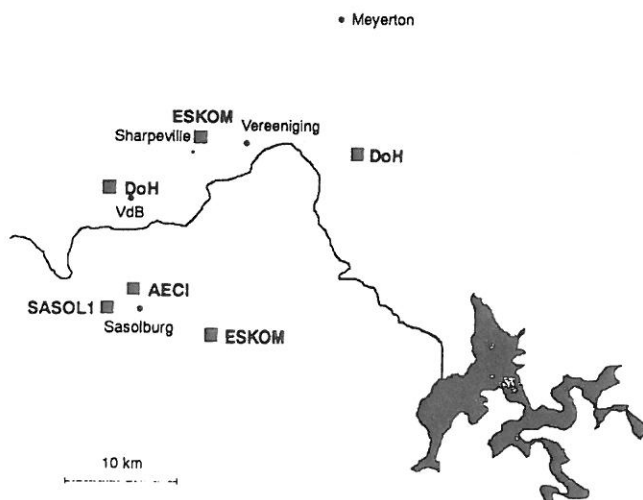 Meyerton
ESKOM
Sharpeville
Vereeniging
DoH
DoH
VdB
AECI
SASOL1
Sasolburg
ESKOM
10 km